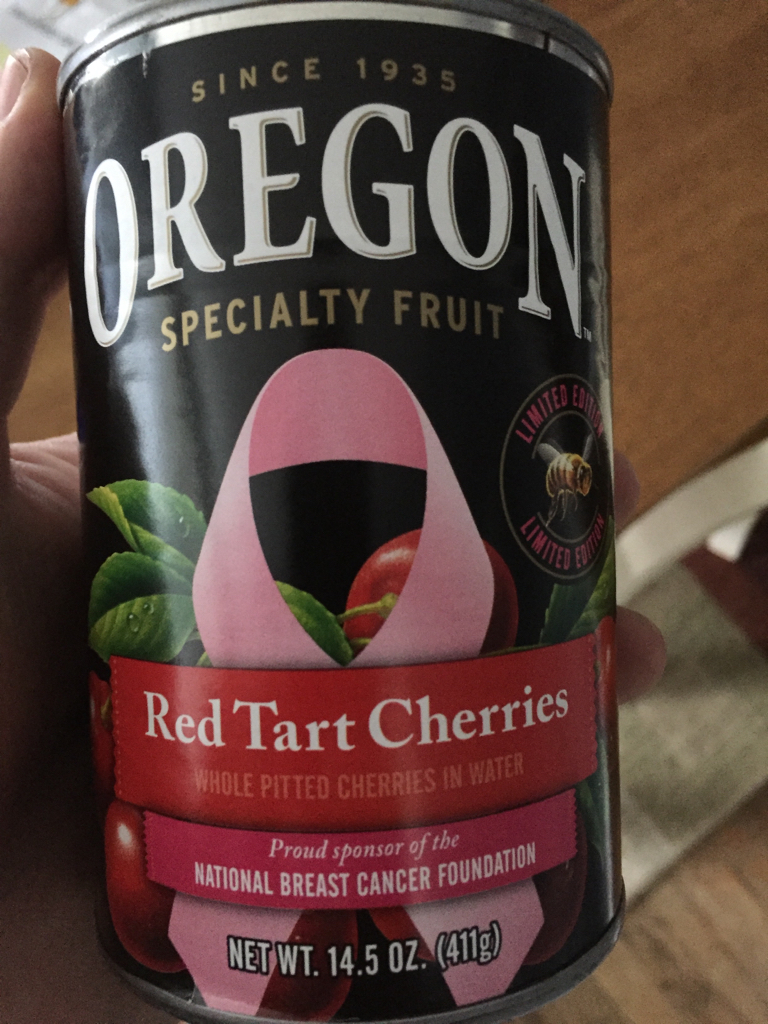 SINCE 1935
OREGON™
SPECIALTY FRUIT
LIMITED EDITION
LIMITED EDITION
Red Tart Cherries
WHOLE PITTED CHERRIES IN WATER
Proud sponsor of the
NATIONAL BREAST CANCER FOUNDATION
NET WT. 14.5 OZ. (411g)